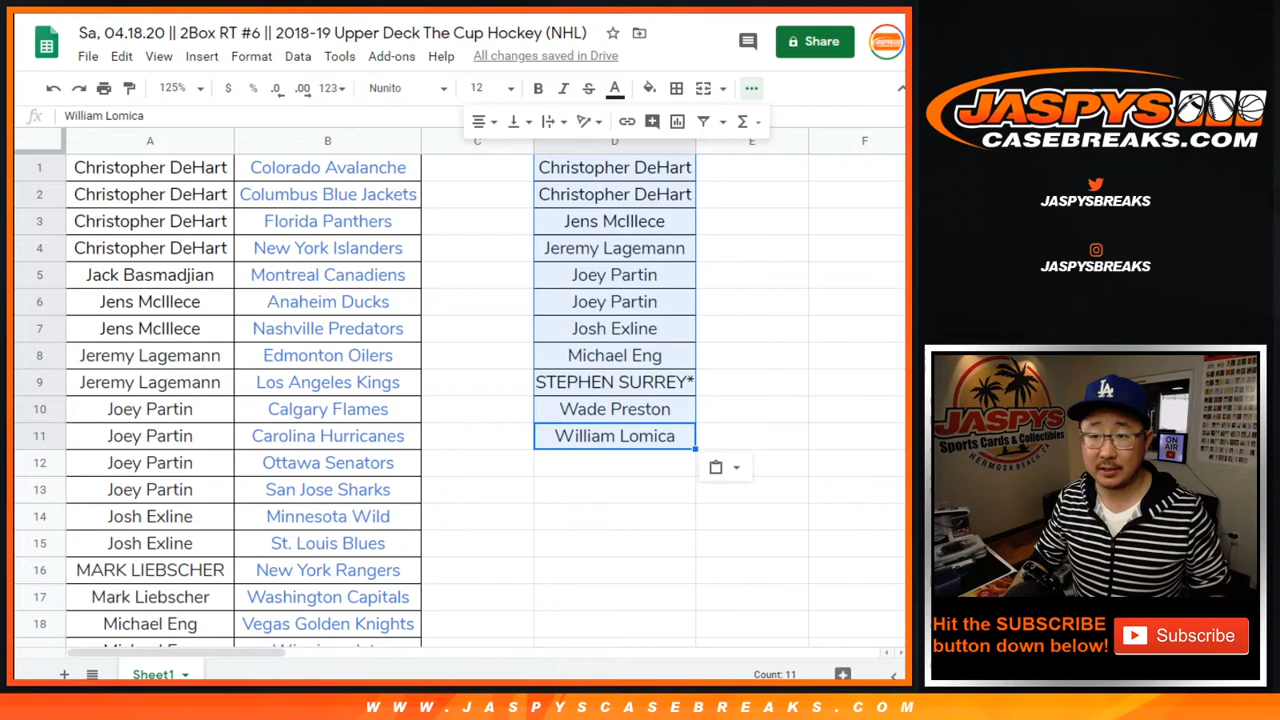 Sa, 04.18.20 || 2Box RT #6 || 2018-19 Upper Deck The Cup Hockey (NHL)
File Edit View Insert Format Data Tools Add-ons Help All changes saved in Drive
Share
125% $ % .0 .00 123 Nunito 12 B I S A
fx William Lomica
A B C D E F
1 Christopher DeHart Colorado Avalanche Christopher DeHart
2 Christopher DeHart Columbus Blue Jackets Christopher DeHart
3 Christopher DeHart Florida Panthers Jens McIllece
4 Christopher DeHart New York Islanders Jeremy Lagemann
5 Jack Basmadjian Montreal Canadiens Joey Partin
6 Jens McIllece Anaheim Ducks Joey Partin
7 Jens McIllece Nashville Predators Josh Exline
8 Jeremy Lagemann Edmonton Oilers Michael Eng
9 Jeremy Lagemann Los Angeles Kings STEPHEN SURREY*
10 Joey Partin Calgary Flames Wade Preston
11 Joey Partin Carolina Hurricanes William Lomica
12 Joey Partin Ottawa Senators
13 Joey Partin San Jose Sharks
14 Josh Exline Minnesota Wild
15 Josh Exline St. Louis Blues
16 MARK LIEBSCHER New York Rangers
17 Mark Liebscher Washington Capitals
18 Michael Eng Vegas Golden Knights
Sheet1
Count: 11
JASPYS
CASEBREAKS.COM
JASPYSBREAKS
JASPYSBREAKS
JASPYS
Sports Cards & Collectibles
HERMOSA BEACH, CA
LA
ON AIR
Hit the SUBSCRIBE
button down below!
Subscribe
WWW.JASPYSCASEBREAKS.COM